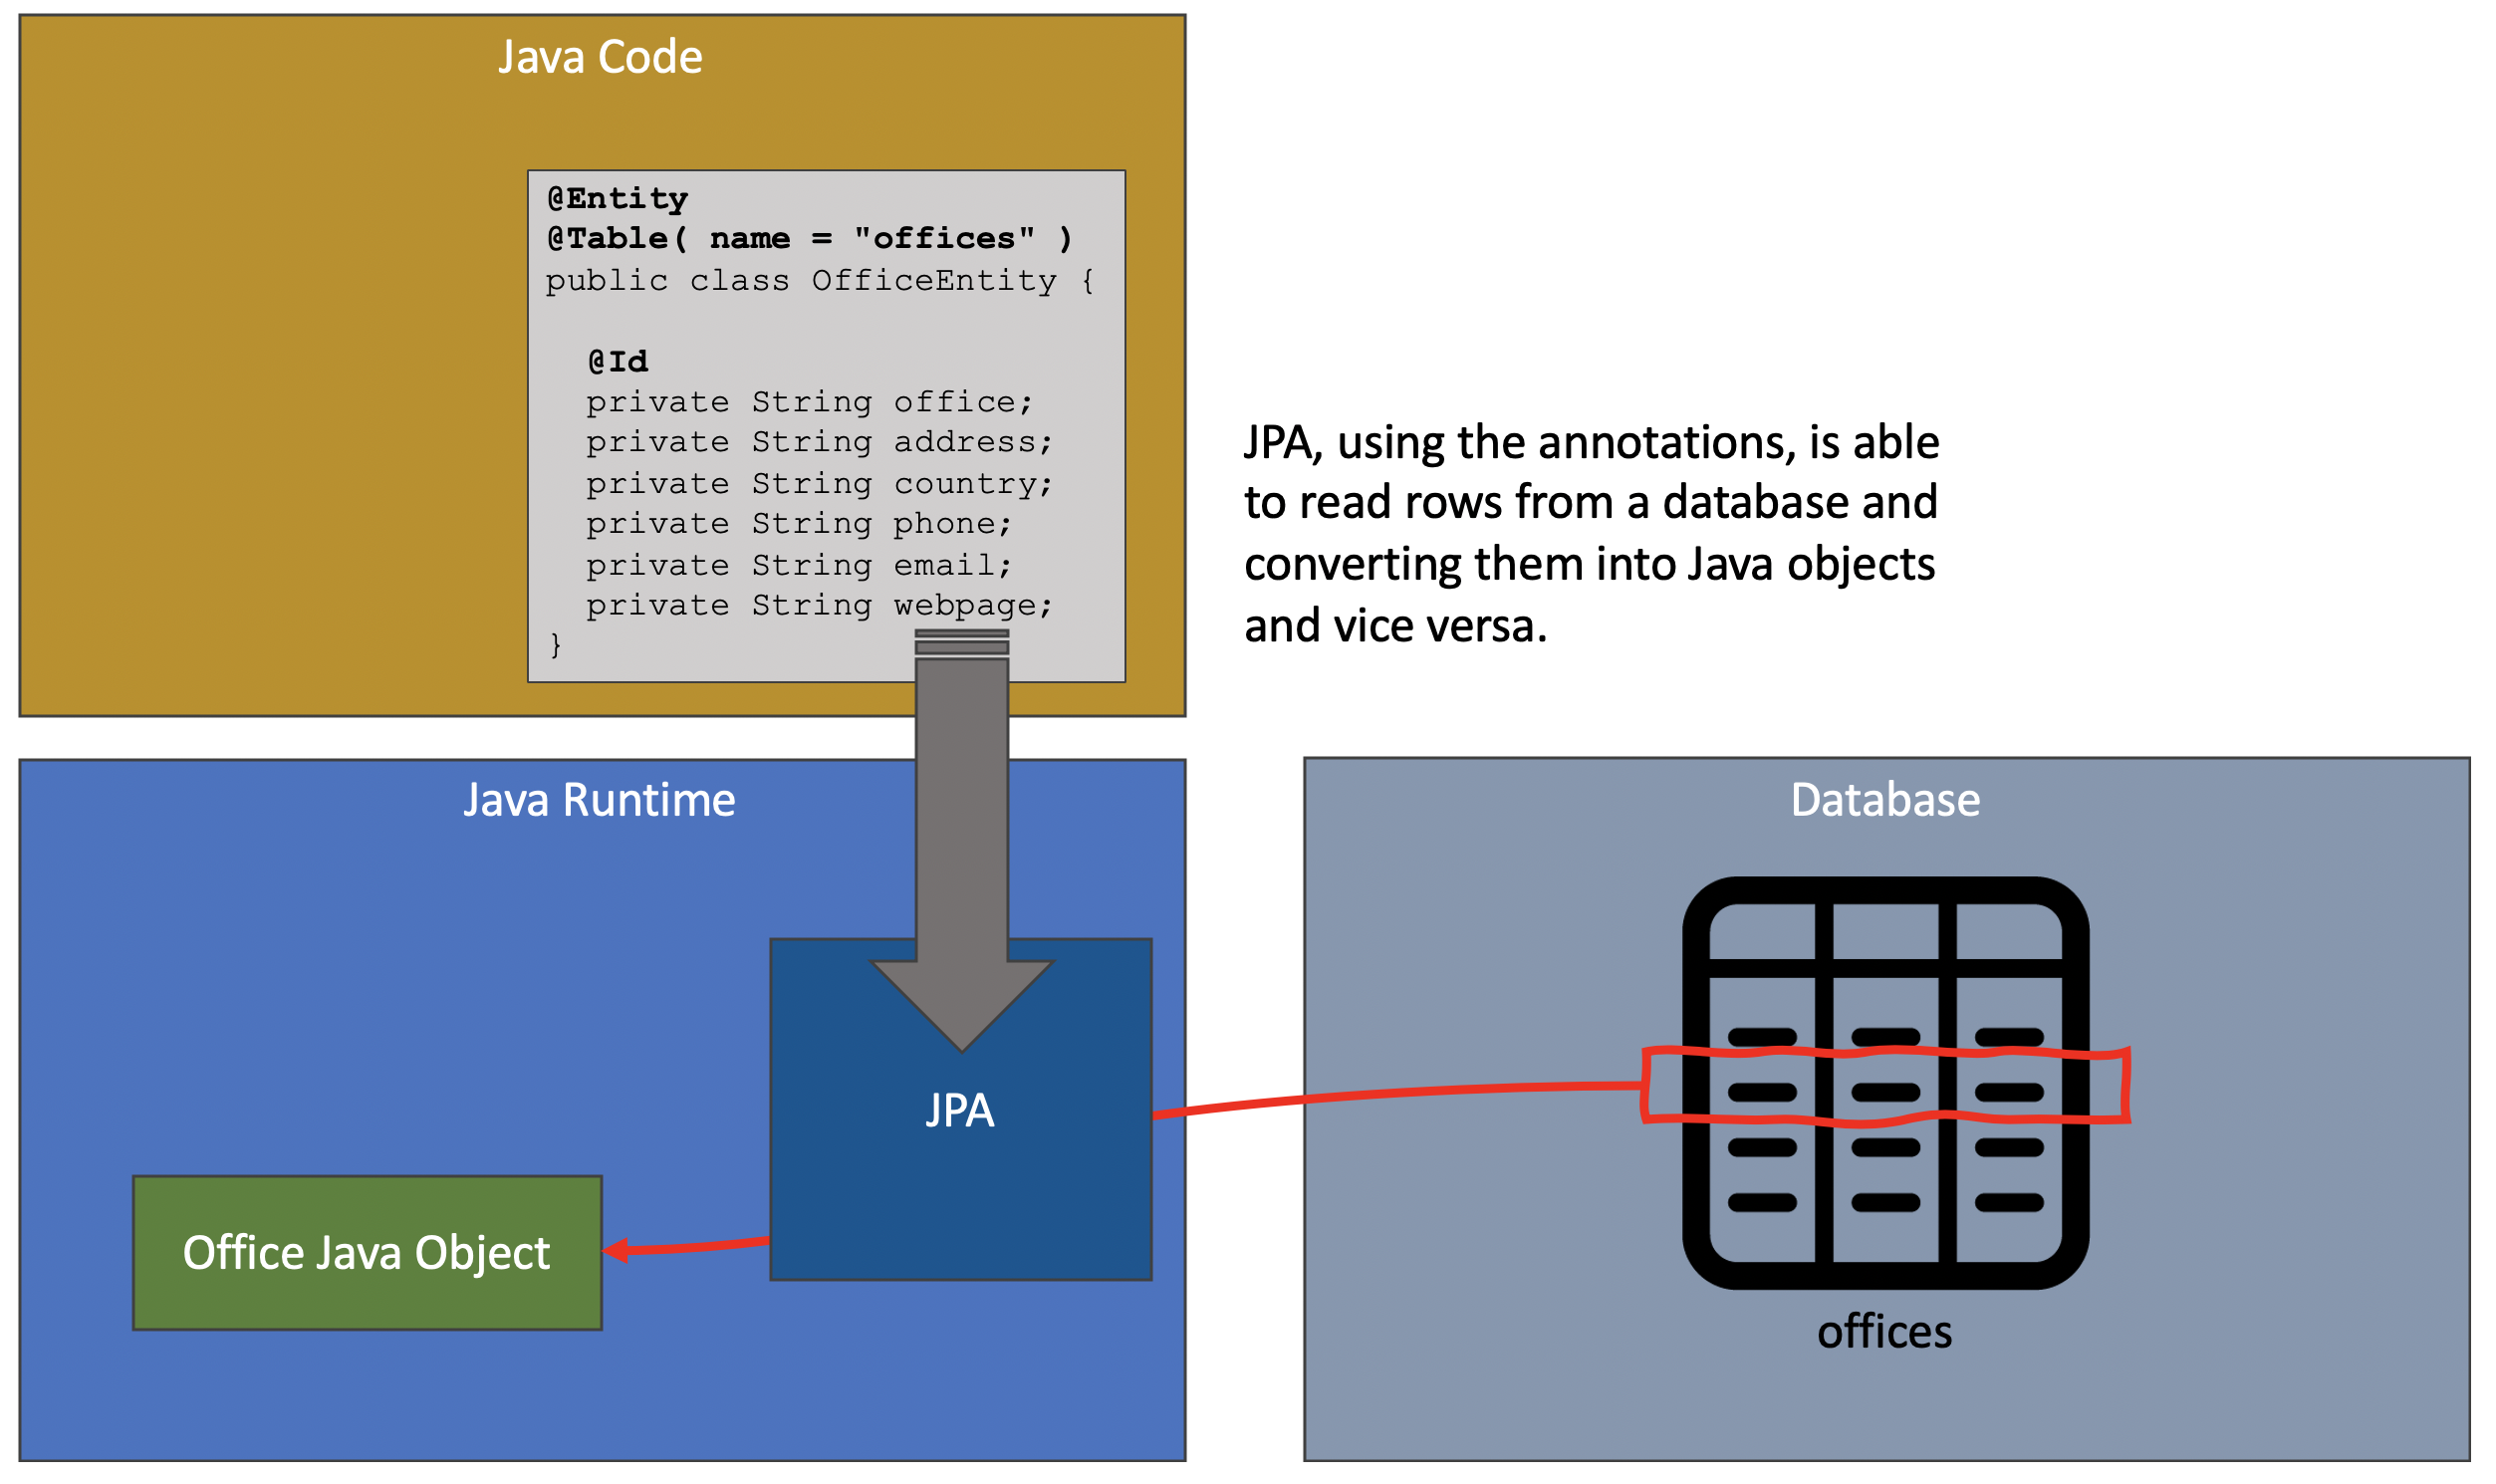 Java Code
@Entity
@Table( name = "offices" )
public class OfficeEntity {
@Id
private String office;
private String address;
private String country;
private String phone;
private String email;
private String webpage;
}
JPA, using the annotations, is able
to read rows from a database and
converting them into Java objects
and vice versa.
Java Runtime
JPA
Office Java Object
Database
offices